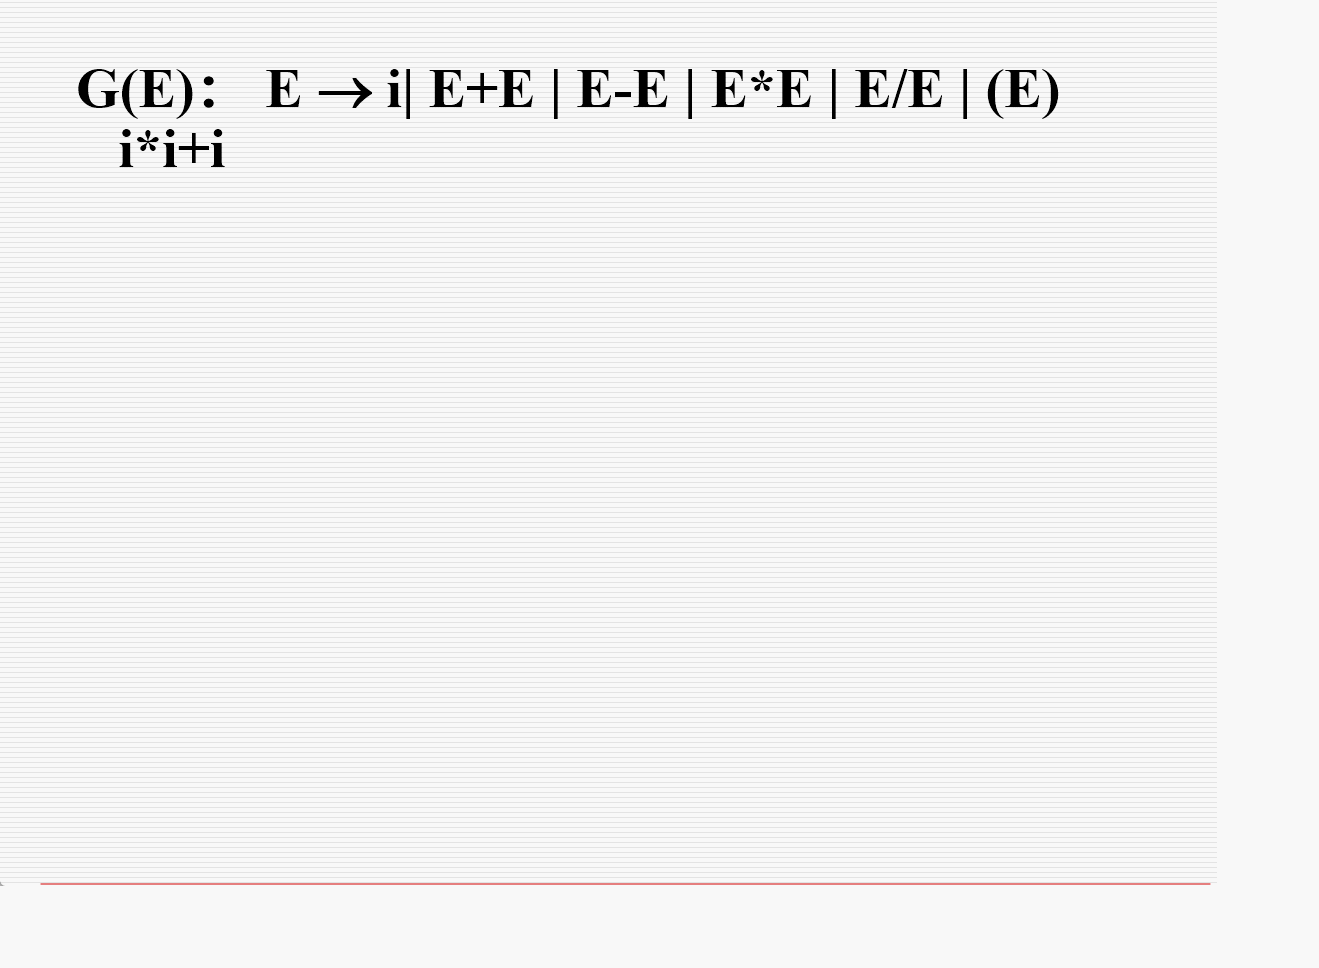 G(E)： E → i| E+E | E-E | E*E | E/E | (E)
i*i+i